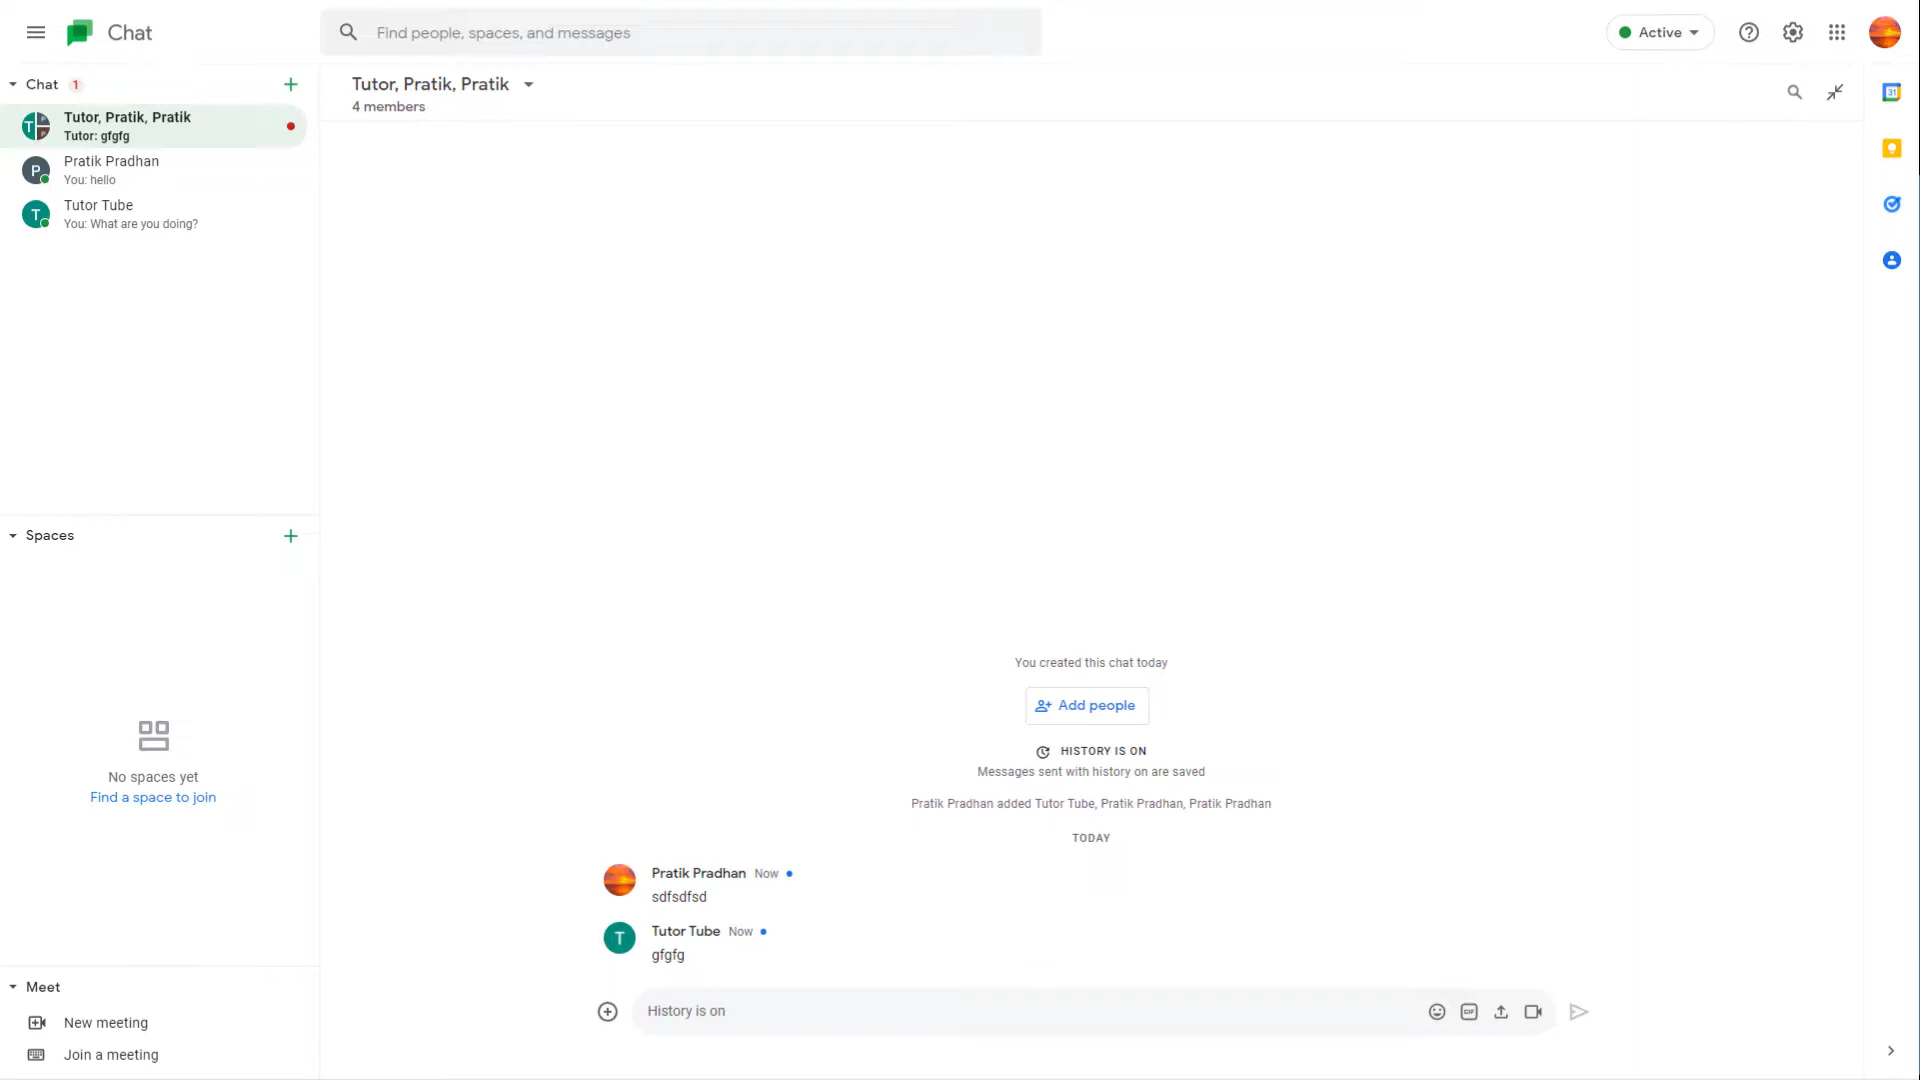 Chat
Find people, spaces, and messages
Active
Chat 1
Tutor, Pratik, Pratik
Tutor: gfgfg
P
Pratik Pradhan
You: hello
T
Tutor Tube
You: What are you doing?
Spaces
No spaces yet
Find a space to join
Meet
New meeting
Join a meeting
Tutor, Pratik, Pratik
4 members
You created this chat today
Add people
HISTORY IS ON
Messages sent with history on are saved
Pratik Pradhan added Tutor Tube, Pratik Pradhan, Pratik Pradhan
TODAY
Pratik Pradhan Now
sdfsdfsd
T
Tutor Tube Now
gfgfg
History is on
GIF
31